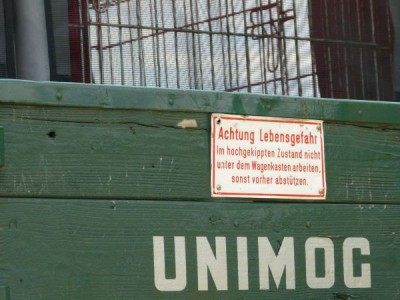 Achtung Lebensgefahr
Im hochgekippten Zustand nicht
unter dem Wagenkasten arbeiten,
sonst vorher abstützen.
UNIMOG